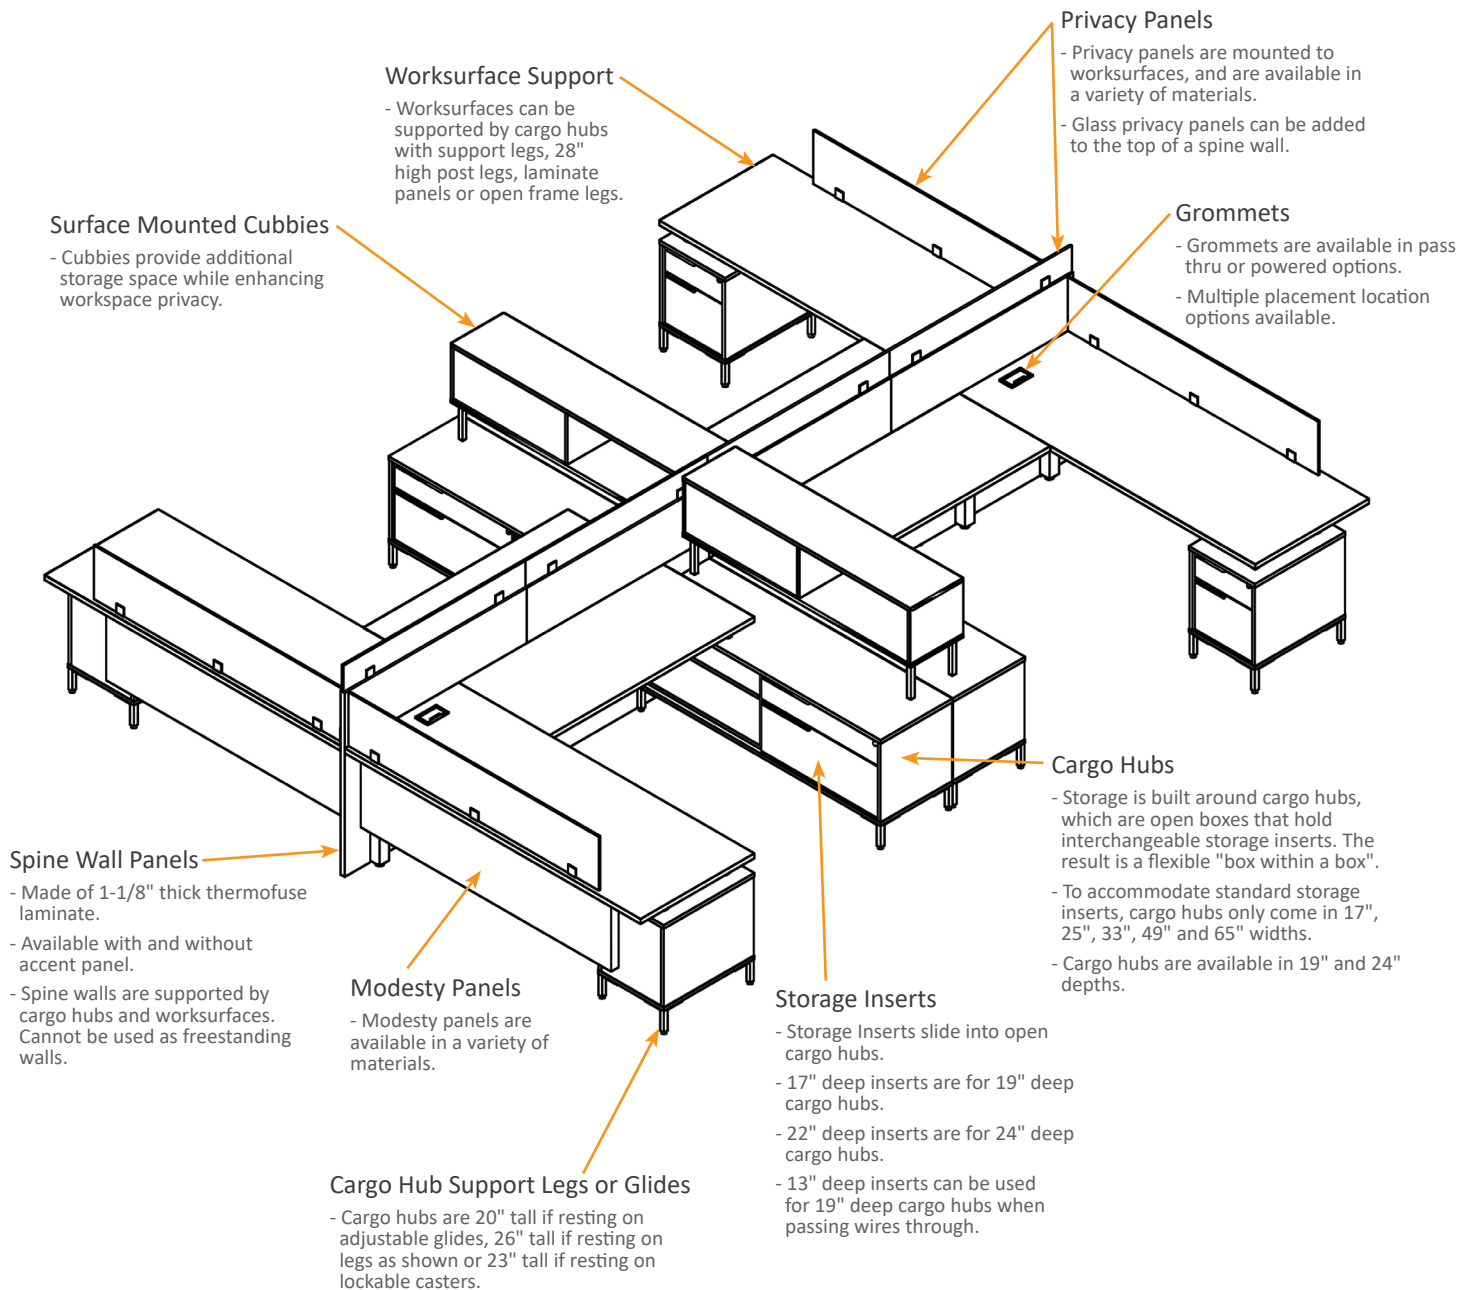 Privacy Panels
- Privacy panels are mounted to
worksurfaces, and are available in
a variety of materials.
- Glass privacy panels can be added
to the top of a spine wall.
Worksurface Support
- Worksurfaces can be
supported by cargo hubs
with support legs, 28"
high post legs, laminate
panels or open frame legs.
Grommets
- Grommets are available in pass
thru or powered options.
- Multiple placement location
options available.
Surface Mounted Cubbies
- Cubbies provide additional
storage space while enhancing
workspace privacy.
Cargo Hubs
- Storage is built around cargo hubs,
which are open boxes that hold
interchangeable storage inserts. The
result is a flexible "box within a box".
- To accommodate standard storage
inserts, cargo hubs only come in 17",
25", 33", 49" and 65" widths.
- Cargo hubs are available in 19" and 24"
depths.
Spine Wall Panels
- Made of 1-1/8" thick thermofuse
laminate.
- Available with and without
accent panel.
- Spine walls are supported by
cargo hubs and worksurfaces.
Cannot be used as freestanding
walls.
Modesty Panels
- Modesty panels are
available in a variety of
materials.
Storage Inserts
- Storage Inserts slide into open
cargo hubs.
- 17" deep inserts are for 19" deep
cargo hubs.
- 22" deep inserts are for 24" deep
cargo hubs.
- 13" deep inserts can be used
for 19" deep cargo hubs when
passing wires through.
Cargo Hub Support Legs or Glides
- Cargo hubs are 20" tall if resting on
adjustable glides, 26" tall if resting on
legs as shown or 23" tall if resting on
lockable casters.